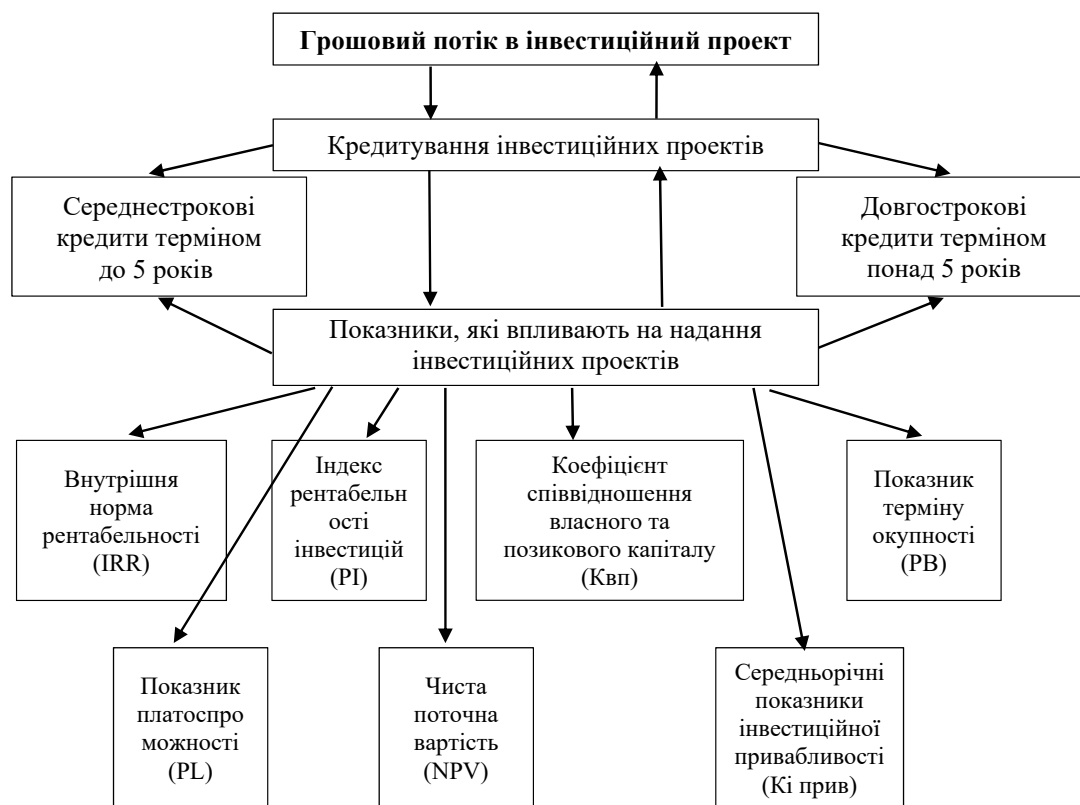 Грошовий потік в інвестиційний проект
Кредитування інвестиційних проектів
Середнестрокові
кредити терміном
до 5 років
Довгострокові
кредити терміном
понад 5 років
Показники, які впливають на надання
інвестиційних проектів
Внутрішня
норма
рентабельності
(IRR)
Індекс
рентабельн
ості
інвестицій
(PI)
Коефіцієнт
співвідношення
власного та
позикового капіталу
(Квп)
Показник
терміну
окупності
(PB)
Показник
платоспро
можності
(PL)
Чиста
поточна
вартість
(NPV)
Середньорічні
показники
інвестиційної
привабливості
(Кі прив)